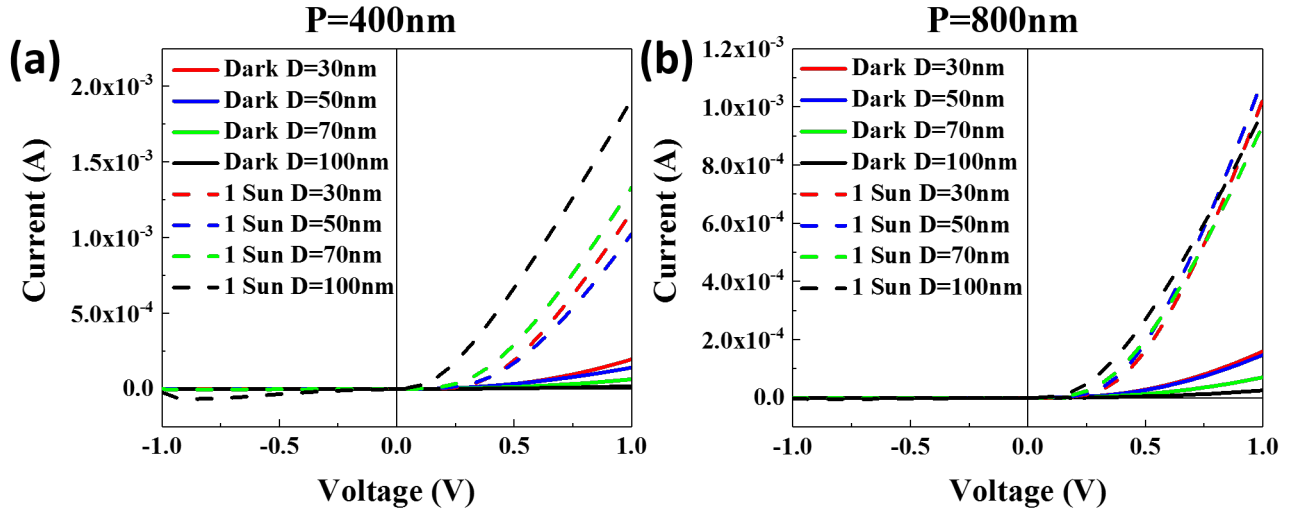 P=400nm
(a)
Dark D=30nm
Dark D=50nm
Dark D=70nm
Dark D=100nm
1 Sun D=30nm
1 Sun D=50nm
1 Sun D=70nm
1 Sun D=100nm
2.0x10⁻³
1.5x10⁻³
1.0x10⁻³
5.0x10⁻⁴
0.0
Current (A)
-1.0 -0.5 0.0 0.5 1.0
Voltage (V)
P=800nm
(b)
Dark D=30nm
Dark D=50nm
Dark D=70nm
Dark D=100nm
1 Sun D=30nm
1 Sun D=50nm
1 Sun D=70nm
1 Sun D=100nm
1.2x10⁻³
1.0x10⁻³
8.0x10⁻⁴
6.0x10⁻⁴
4.0x10⁻⁴
2.0x10⁻⁴
0.0
Current (A)
-1.0 -0.5 0.0 0.5 1.0
Voltage (V)